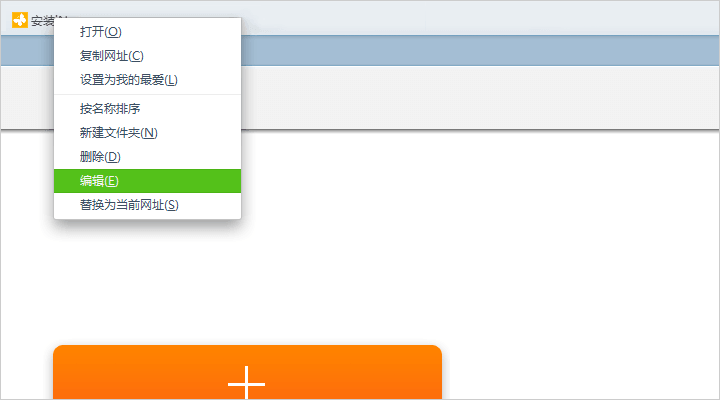 安装
打开(O)
复制网址(C)
设置为我的最爱(L)
按名称排序
新建文件夹(N)
删除(D)
编辑(E)
替换为当前网址(S)